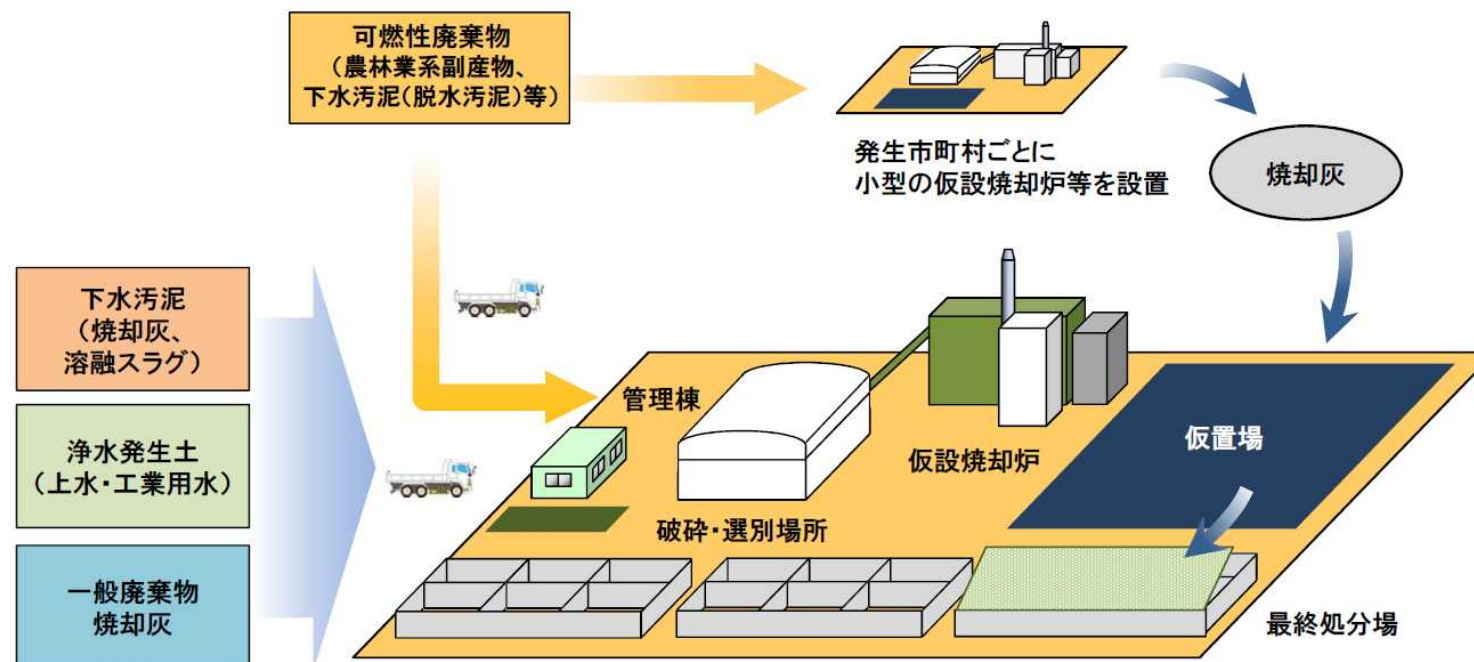 可燃性廃棄物
（農林業系副産物、
下水汚泥（脱水汚泥）等）
発生市町村ごとに
小型の仮設焼却炉等を設置
焼却灰
下水汚泥
（焼却灰、
溶融スラグ）
浄水発生土
（上水・工業用水）
一般廃棄物
焼却灰
管理棟
仮設焼却炉
仮置場
破砕・選別場所
最終処分場